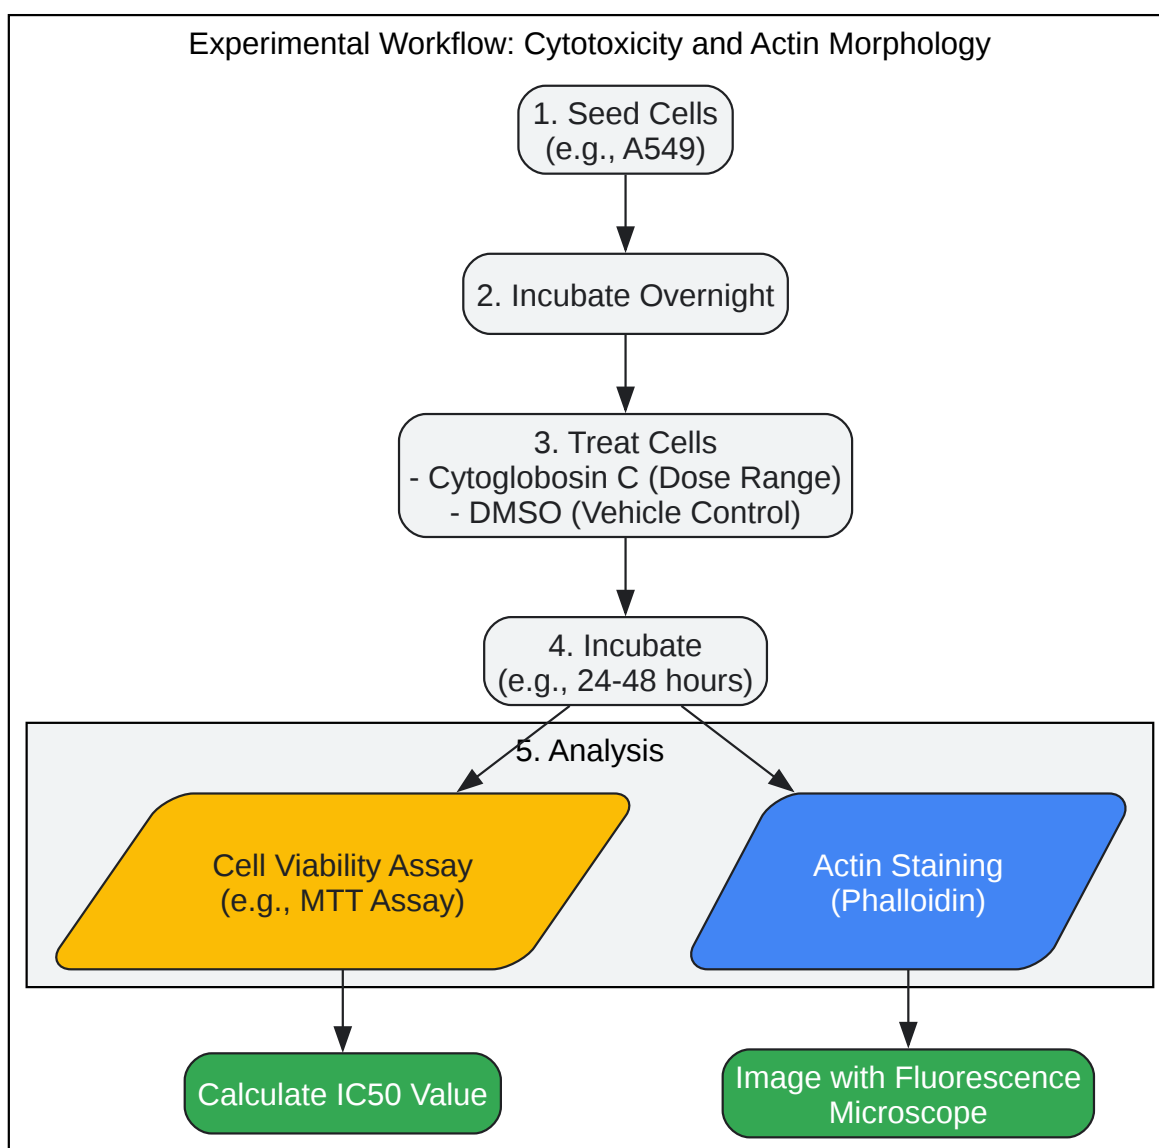 Experimental Workflow: Cytotoxicity and Actin Morphology
1. Seed Cells
(e.g., A549)
2. Incubate Overnight
3. Treat Cells
- Cytoglobosin C (Dose Range)
- DMSO (Vehicle Control)
4. Incubate
(e.g., 24-48 hours)
5. Analysis
Cell Viability Assay
(e.g., MTT Assay)
Actin Staining
(Phalloidin)
Calculate IC50 Value
Image with Fluorescence
Microscope